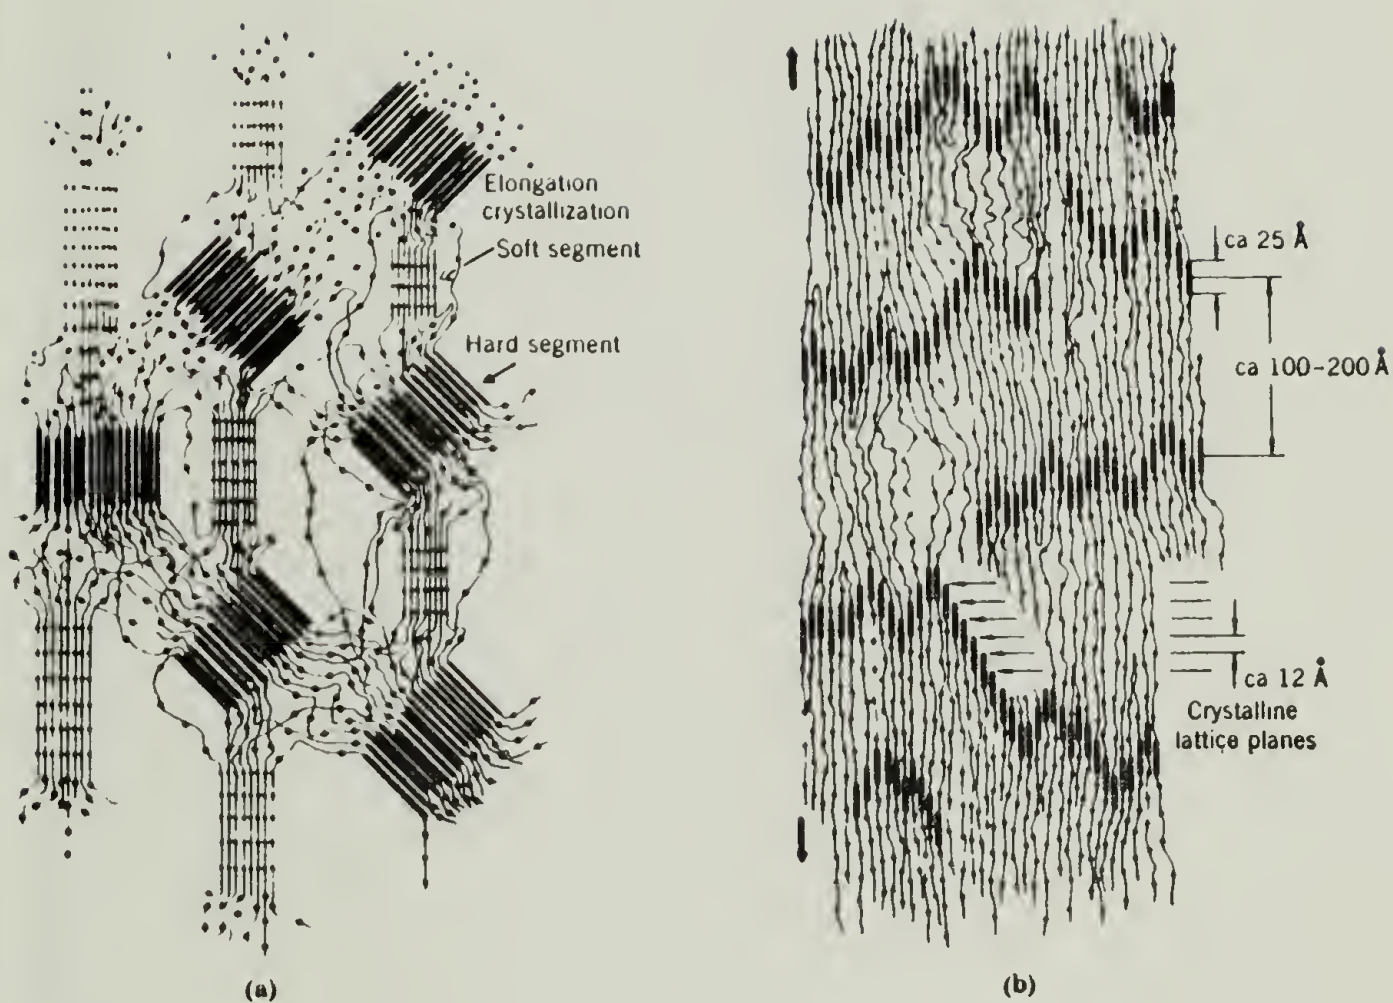 Elongation
crystallization
Soft segment
Hard segment
(a)
ca 25 Å
ca 100–200 Å
ca 12 Å
Crystalline
lattice planes
(b)